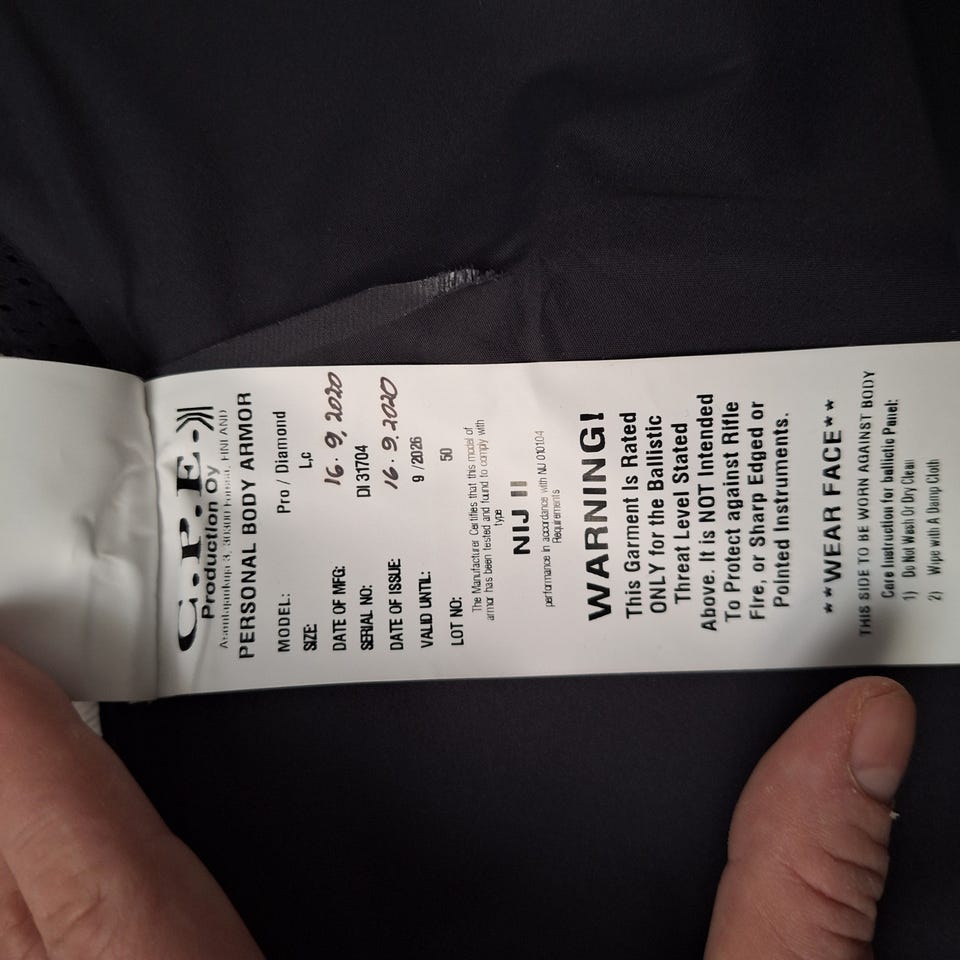 C.P.E.
Production Oy
FINLAND
PERSONAL BODY ARMOR
MODEL: Pro / Diamond
SIZE: L,c
DATE OF MFG: 16.9.2020
SERIAL NO: DI 31704
DATE OF ISSUE: 16.9.2020
VALID UNTIL: 9 / 2026
LOT NO: 50
The Manufacturer Certifies that this model of
armor has been tested and found to comply with
type
NIJ II
performance in accordance with NIJ 0101.04
Requirements
WARNING!
This Garment Is Rated
ONLY for the Ballistic
Threat Level Stated
Above. It is NOT Intended
To Protect against Rifle
Fire, or Sharp Edged or
Pointed Instruments.
**WEAR FACE**
THIS SIDE TO BE WORN AGAINST BODY
Care Instruction for ballistic Panel:
1) Do Not Wash Or Dry Clean
2) Wipe with A Damp Cloth